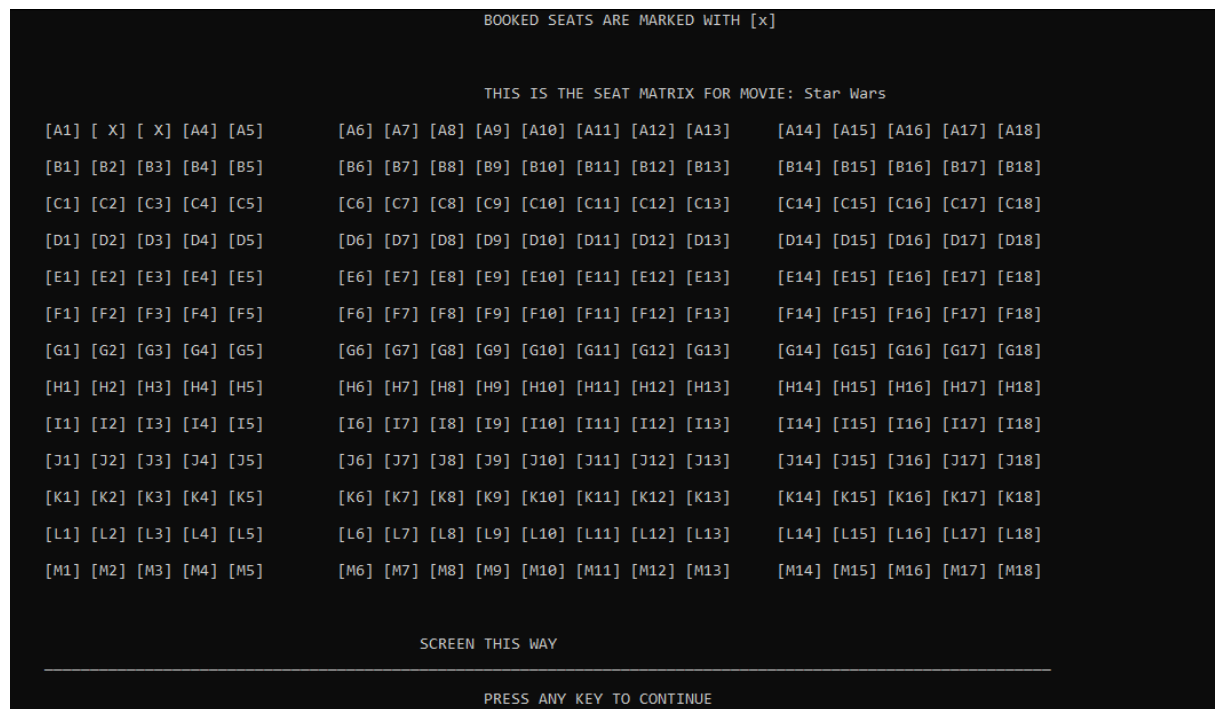 BOOKED SEATS ARE MARKED WITH [x]
THIS IS THE SEAT MATRIX FOR MOVIE: Star Wars
[A1] [ X] [ X] [A4] [A5] [A6] [A7] [A8] [A9] [A10] [A11] [A12] [A13] [A14] [A15] [A16] [A17] [A18]
[B1] [B2] [B3] [B4] [B5] [B6] [B7] [B8] [B9] [B10] [B11] [B12] [B13] [B14] [B15] [B16] [B17] [B18]
[C1] [C2] [C3] [C4] [C5] [C6] [C7] [C8] [C9] [C10] [C11] [C12] [C13] [C14] [C15] [C16] [C17] [C18]
[D1] [D2] [D3] [D4] [D5] [D6] [D7] [D8] [D9] [D10] [D11] [D12] [D13] [D14] [D15] [D16] [D17] [D18]
[E1] [E2] [E3] [E4] [E5] [E6] [E7] [E8] [E9] [E10] [E11] [E12] [E13] [E14] [E15] [E16] [E17] [E18]
[F1] [F2] [F3] [F4] [F5] [F6] [F7] [F8] [F9] [F10] [F11] [F12] [F13] [F14] [F15] [F16] [F17] [F18]
[G1] [G2] [G3] [G4] [G5] [G6] [G7] [G8] [G9] [G10] [G11] [G12] [G13] [G14] [G15] [G16] [G17] [G18]
[H1] [H2] [H3] [H4] [H5] [H6] [H7] [H8] [H9] [H10] [H11] [H12] [H13] [H14] [H15] [H16] [H17] [H18]
[I1] [I2] [I3] [I4] [I5] [I6] [I7] [I8] [I9] [I10] [I11] [I12] [I13] [I14] [I15] [I16] [I17] [I18]
[J1] [J2] [J3] [J4] [J5] [J6] [J7] [J8] [J9] [J10] [J11] [J12] [J13] [J14] [J15] [J16] [J17] [J18]
[K1] [K2] [K3] [K4] [K5] [K6] [K7] [K8] [K9] [K10] [K11] [K12] [K13] [K14] [K15] [K16] [K17] [K18]
[L1] [L2] [L3] [L4] [L5] [L6] [L7] [L8] [L9] [L10] [L11] [L12] [L13] [L14] [L15] [L16] [L17] [L18]
[M1] [M2] [M3] [M4] [M5] [M6] [M7] [M8] [M9] [M10] [M11] [M12] [M13] [M14] [M15] [M16] [M17] [M18]
SCREEN THIS WAY
PRESS ANY KEY TO CONTINUE